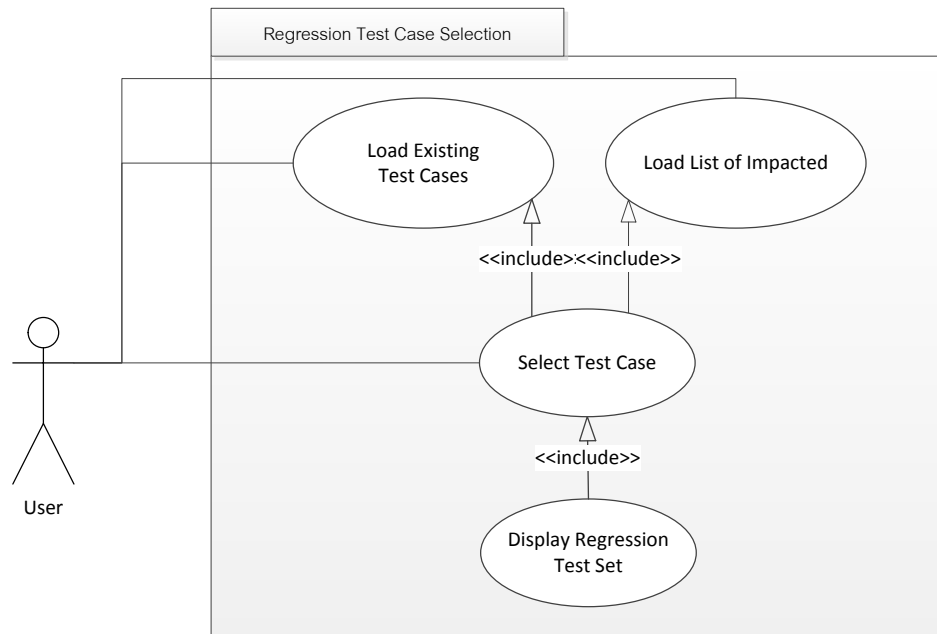 Regression Test Case Selection
Load Existing
Test Cases
Load List of Impacted
<<include>>
<<include>>
Select Test Case
<<include>>
Display Regression
Test Set
User